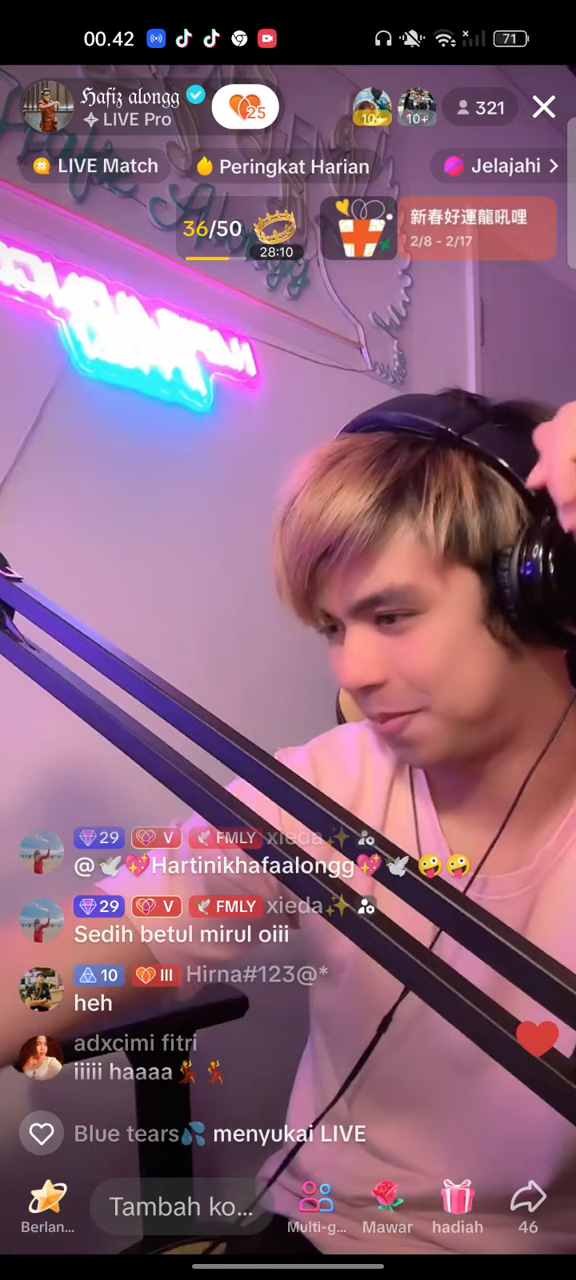 00.42
71
ℌ𝔞𝔣𝔦𝔷 𝔞𝔩𝔬𝔫𝔤𝔤
LIVE Pro
25
10+
10+
321
LIVE Match
Peringkat Harian
Jelajahi >
36/50
28:10
新春好運龍吼哩
2/8 - 2/17
29 V FMLY xieda✨
@🕊️💖Hartinikhafaalongg💖🕊️ 🤪🤪
29 V FMLY xieda✨
Sedih betul mirul oiii
10 III Hirna#123@*
heh
adxcimi fitri
iiiii haaaa💃💃
Blue tears💦 menyukai LIVE
Berlan...
Tambah ko...
Multi-g...
Mawar
hadiah
46